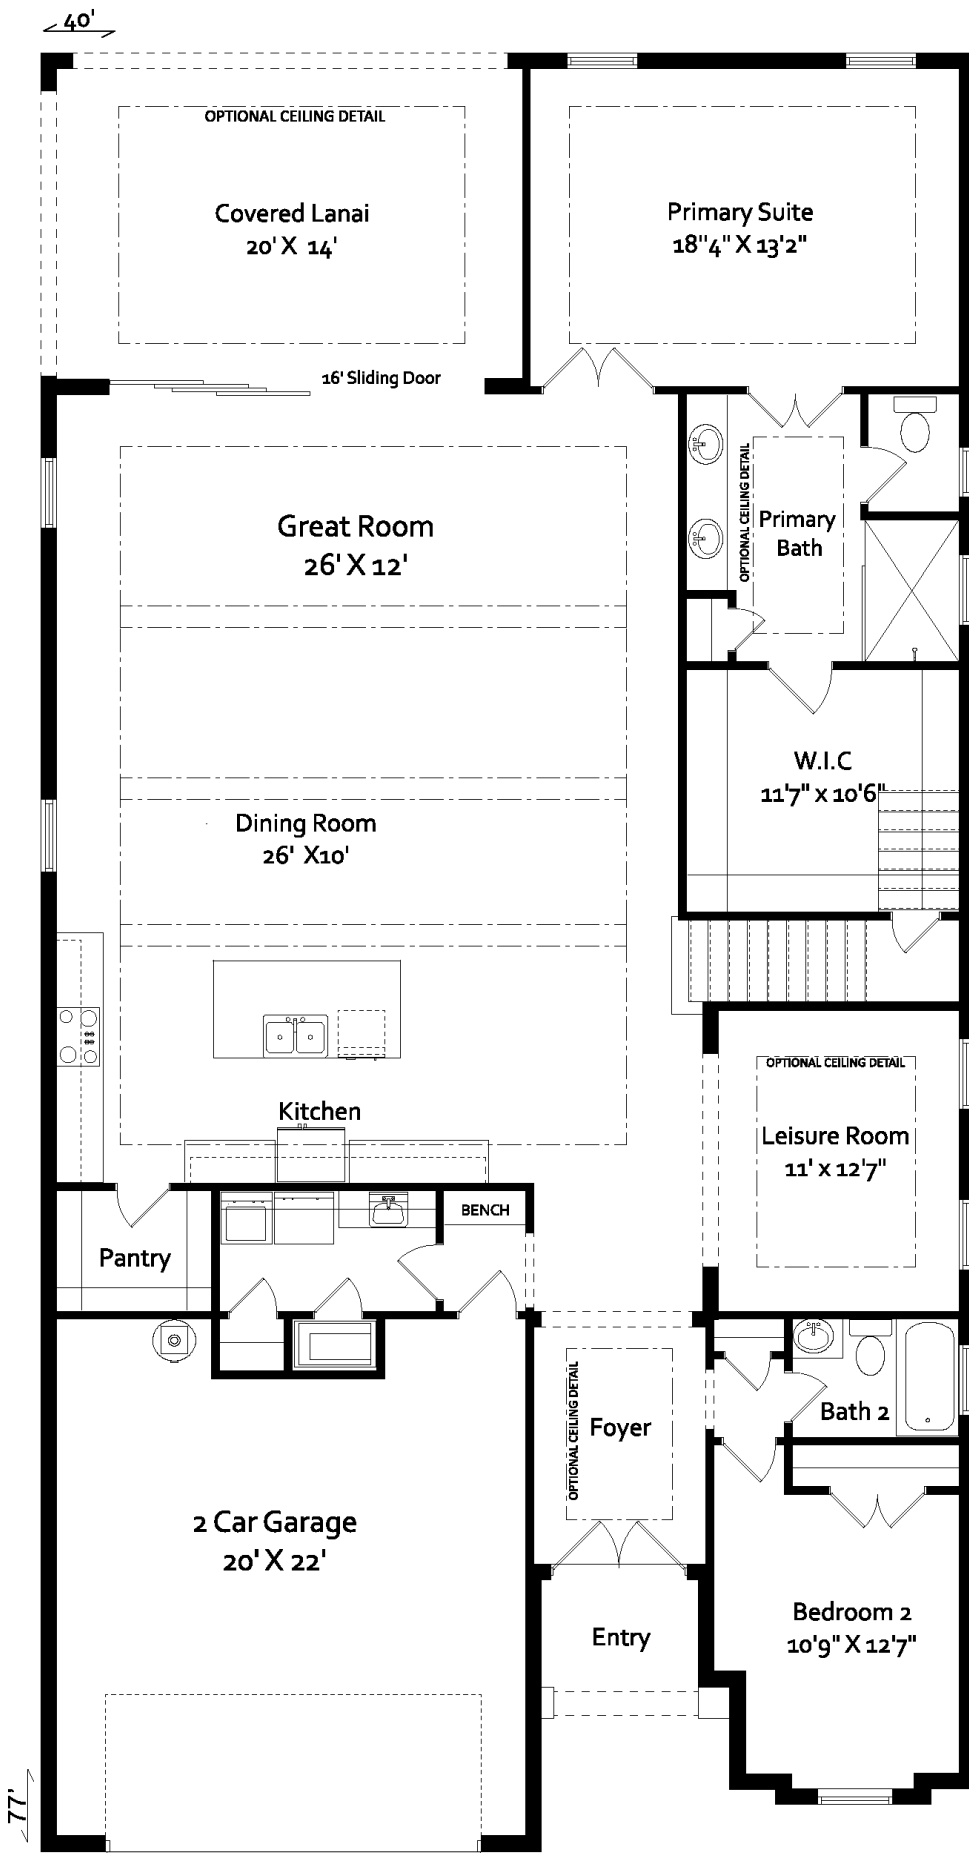 40'
OPTIONAL CEILING DETAIL
Covered Lanai
20' X 14'
Primary Suite
18"4" X 13'2"
16' Sliding Door
Great Room
26' X 12'
OPTIONAL CEILING DETAIL
Primary
Bath
W.I.C
11'7" x 10'6"
Dining Room
26' X10'
Kitchen
OPTIONAL CEILING DETAIL
Leisure Room
11' x 12'7"
BENCH
Pantry
OPTIONAL CEILING DETAIL
Foyer
Bath 2
2 Car Garage
20' X 22'
Entry
Bedroom 2
10'9" X 12'7"
77'